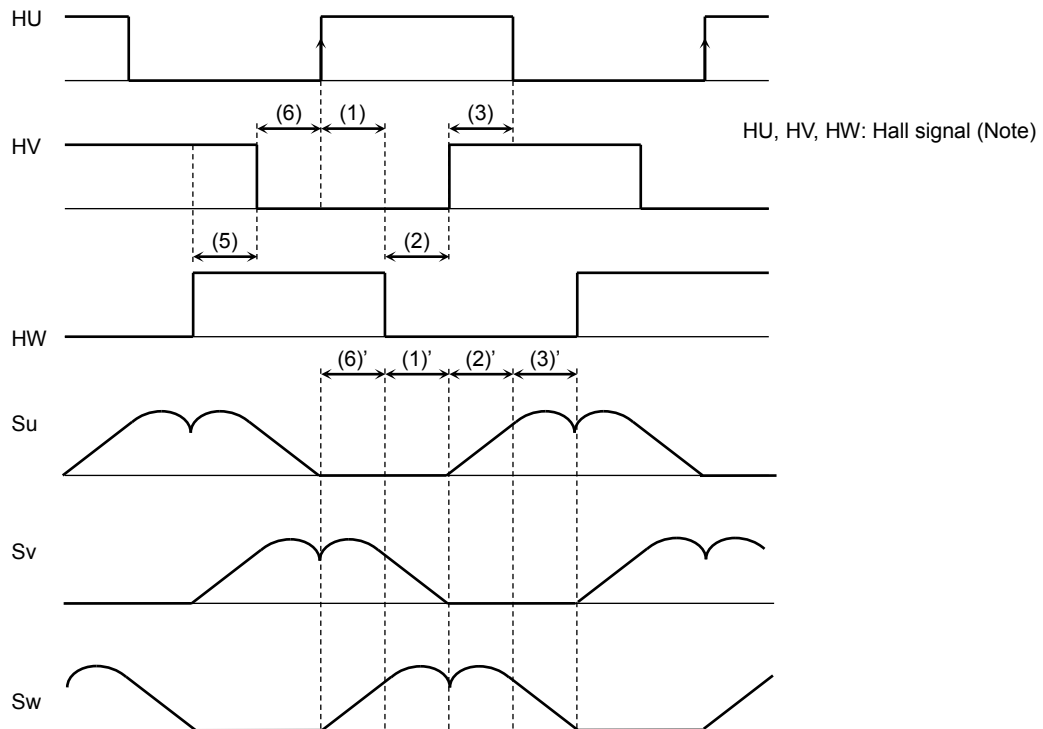 HU
(6) (1) (3)
HU, HV, HW: Hall signal (Note)
HV
(5) (2)
HW
(6)’ (1)’ (2)’ (3)’
Su
Sv
Sw